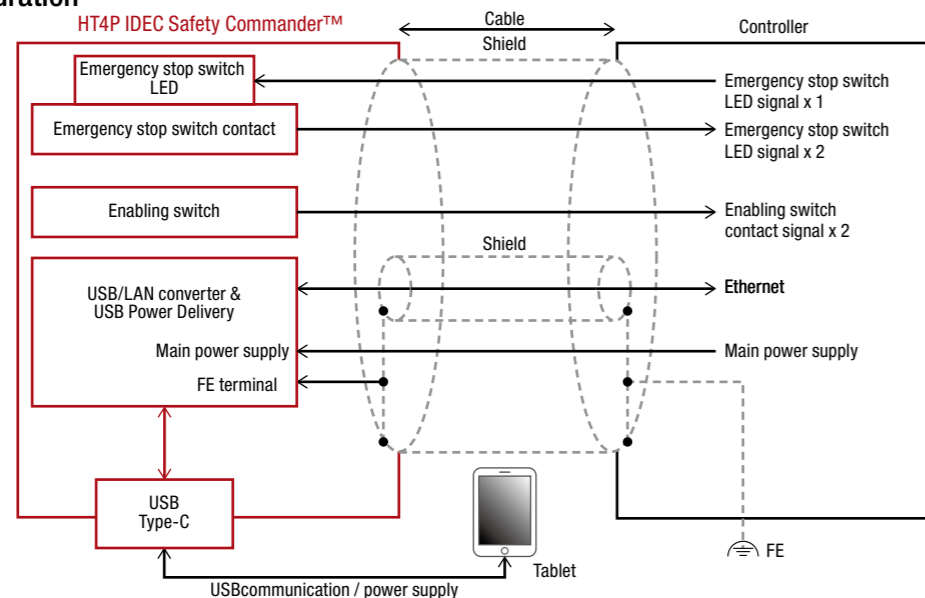 uration
HT4P IDEC Safety Commander™
Cable
Shield
Controller
Emergency stop switch
LED
Emergency stop switch
LED signal x 1
Emergency stop switch contact
Emergency stop switch
LED signal x 2
Enabling switch
Enabling switch
contact signal x 2
Shield
USB/LAN converter &
USB Power Delivery
Ethernet
Main power supply
Main power supply
FE terminal
USB
Type-C
Tablet
FE
USBcommunication / power supply